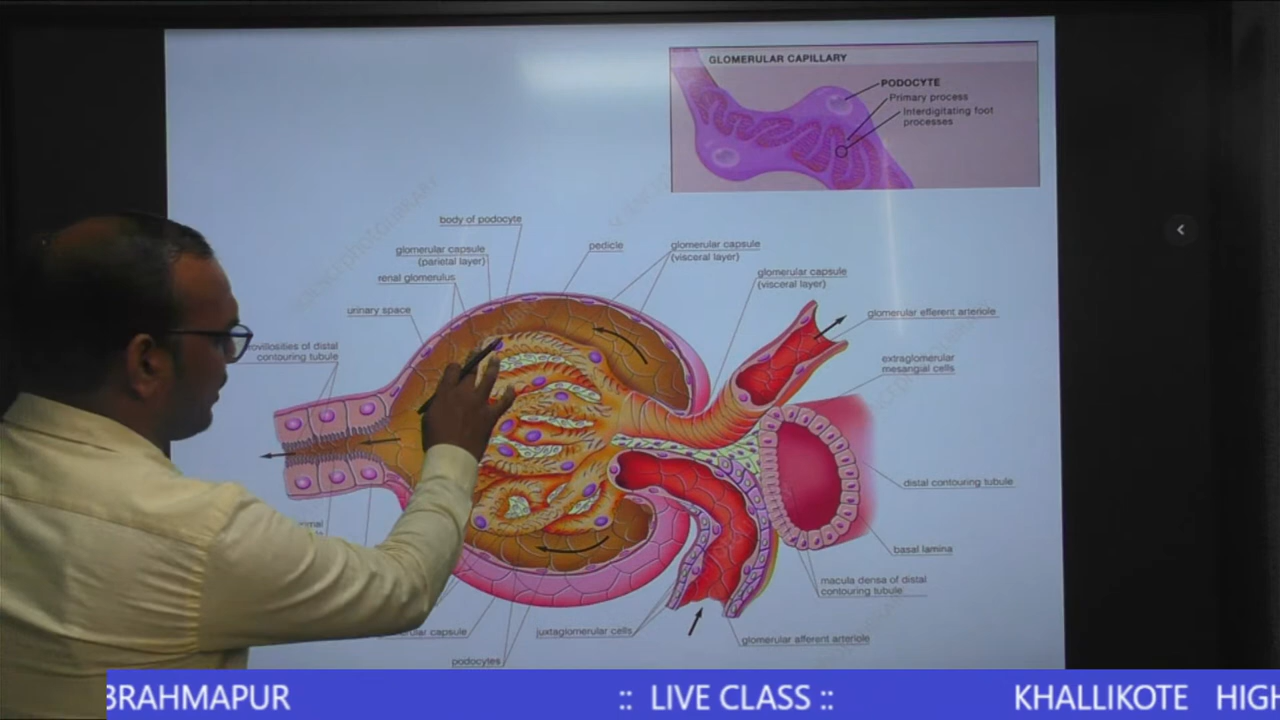 GLOMERULAR CAPILLARY
PODOCYTE
Primary process
Interdigitating foot
processes
body of podocyte
glomerular capsule
(parietal layer)
pedicle
glomerular capsule
(visceral layer)
renal glomerulus
glomerular capsule
(visceral layer)
urinary space
glomerular efferent arteriole
rovillosities of distal
contouring tubule
extraglomerular
mesangial cells
distal contouring tubule
basal lamina
macula densa of distal
contouring tubule
capsule
juxtaglomerular cells
glomerular afferent arteriole
podocytes
BRAHMAPUR :: LIVE CLASS :: KHALLIKOTE HIGH